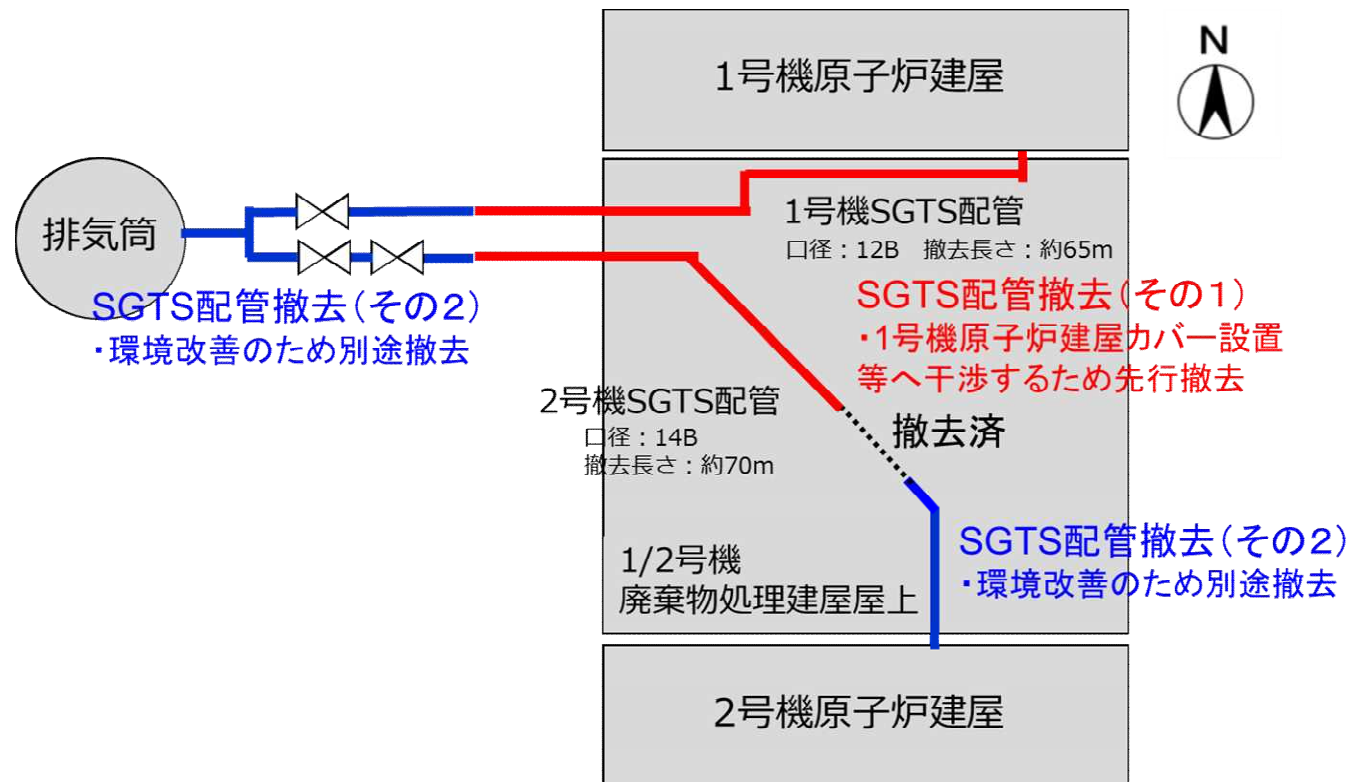 1号機原子炉建屋
N
排気筒
1号機SGTS配管
口径：12B　撤去長さ：約65m
SGTS配管撤去(その1)
・1号機原子炉建屋カバー設置
等へ干渉するため先行撤去
SGTS配管撤去(その2)
・環境改善のため別途撤去
2号機SGTS配管
口径：14B
撤去長さ：約70m
撤去済
SGTS配管撤去(その2)
・環境改善のため別途撤去
1/2号機
廃棄物処理建屋屋上
2号機原子炉建屋